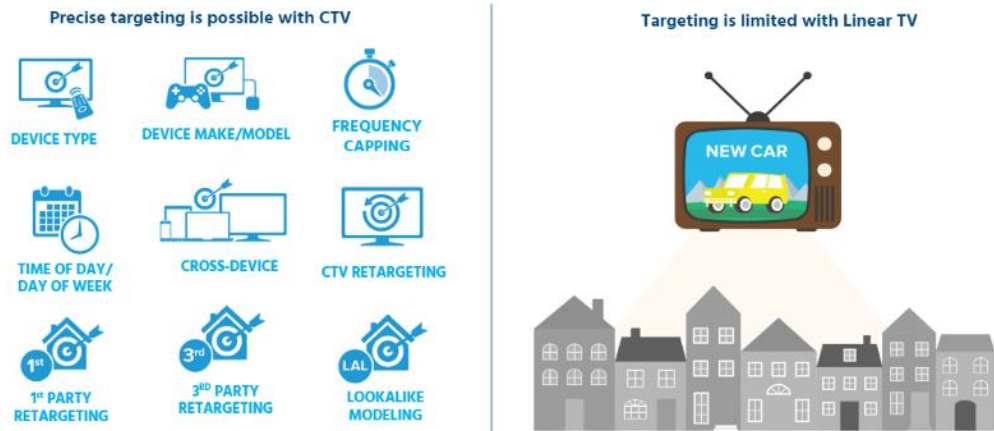 Precise targeting is possible with CTV
DEVICE TYPE
DEVICE MAKE/MODEL
FREQUENCY
CAPPING
TIME OF DAY/
DAY OF WEEK
CROSS-DEVICE
CTV RETARGETING
1st
1st PARTY
RETARGETING
3rd
3RD PARTY
RETARGETING
LAL
LOOKALIKE
MODELING
Targeting is limited with Linear TV
NEW CAR